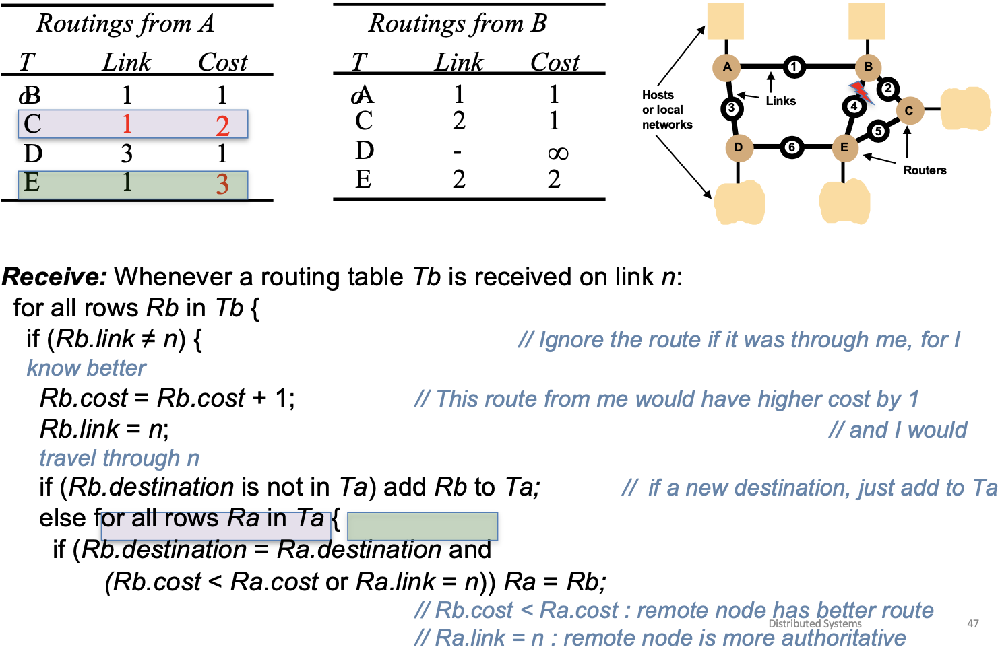 Routings from A
T Link Cost
oB 1 1
C 1 2
D 3 1
E 1 3
Routings from B
T Link Cost
oA 1 1
C 2 1
D - ∞
E 2 2
A 1 B
2
Hosts
or local
networks
Links
3 4 C
5
D 6 E
Routers
Receive: Whenever a routing table Tb is received on link n:
for all rows Rb in Tb {
if (Rb.link ≠ n) { // Ignore the route if it was through me, for I
know better
Rb.cost = Rb.cost + 1; // This route from me would have higher cost by 1
Rb.link = n; // and I would
travel through n
if (Rb.destination is not in Ta) add Rb to Ta; // if a new destination, just add to Ta
else for all rows Ra in Ta {
if (Rb.destination = Ra.destination and
(Rb.cost < Ra.cost or Ra.link = n)) Ra = Rb;
// Rb.cost < Ra.cost : remote node has better route
Distributed Systems 47
// Ra.link = n : remote node is more authoritative